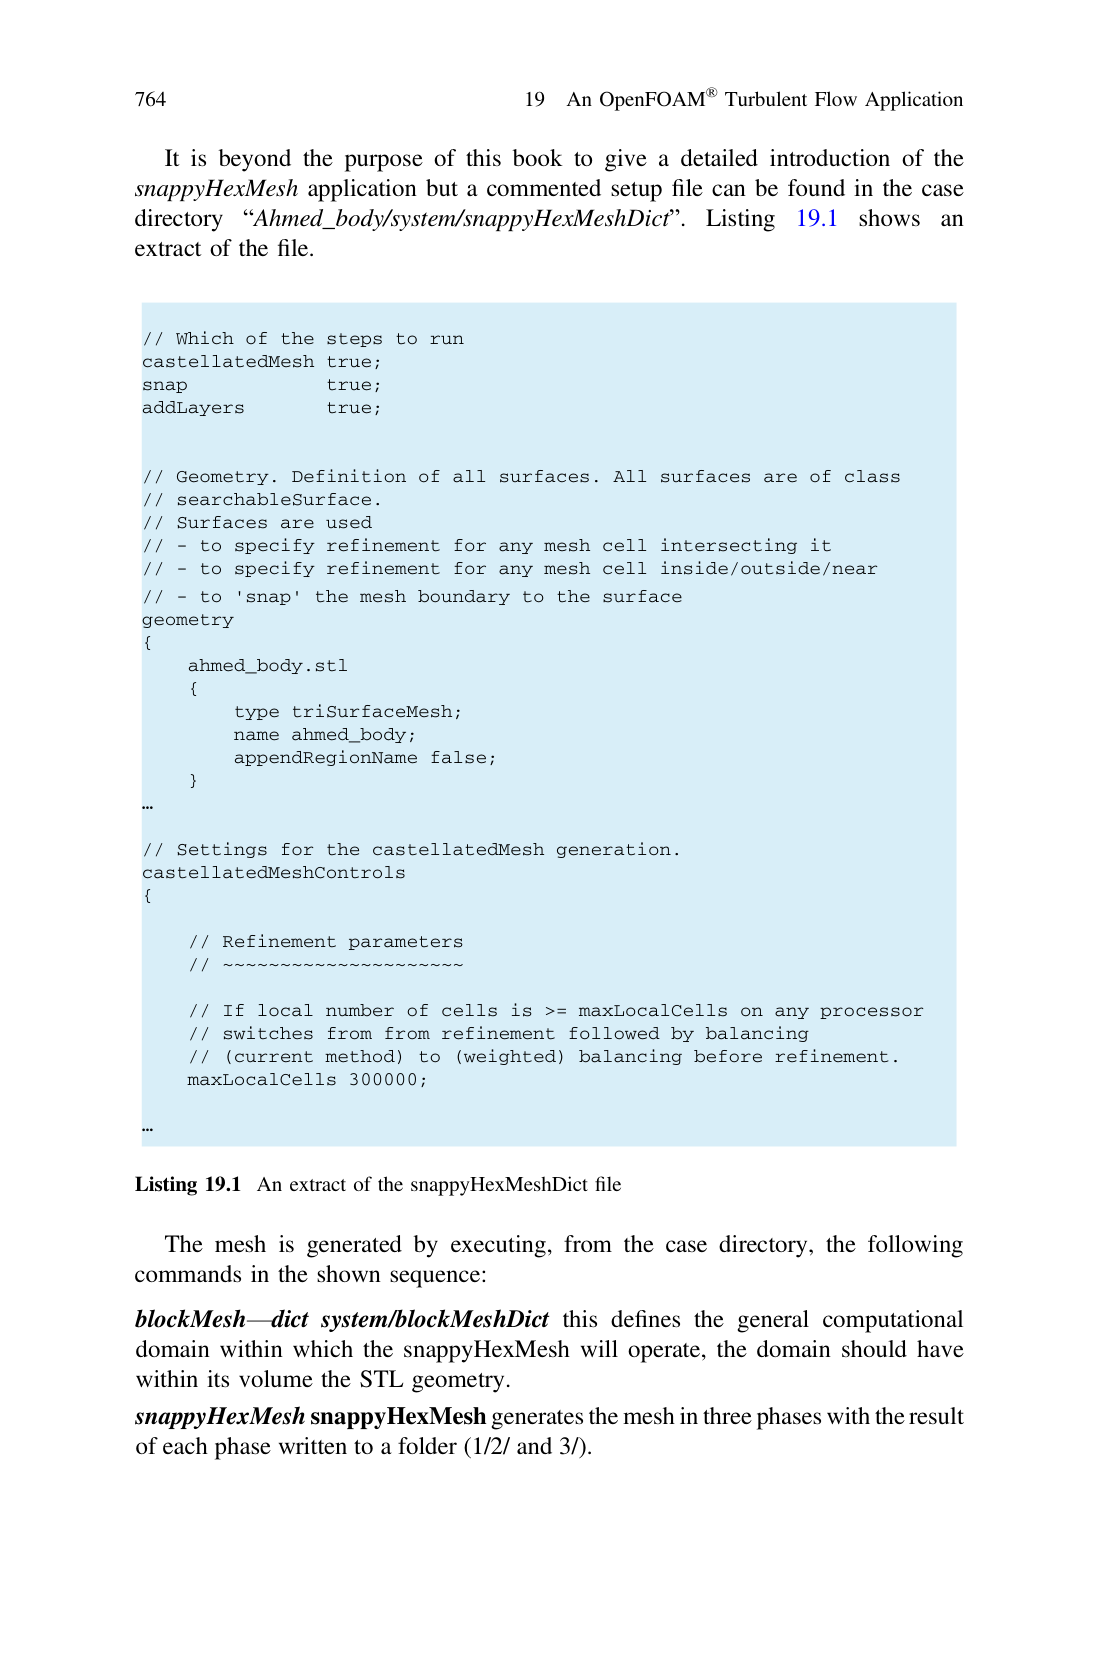 764 19 An OpenFOAM® Turbulent Flow Application
It is beyond the purpose of this book to give a detailed introduction of the
snappyHexMesh application but a commented setup file can be found in the case
directory “Ahmed_body/system/snappyHexMeshDict”. Listing 19.1 shows an
extract of the file.
// Which of the steps to run
castellatedMesh true;
snap            true;
addLayers       true;
// Geometry. Definition of all surfaces. All surfaces are of class
// searchableSurface.
// Surfaces are used
// - to specify refinement for any mesh cell intersecting it
// - to specify refinement for any mesh cell inside/outside/near
// - to 'snap' the mesh boundary to the surface
geometry
{
    ahmed_body.stl
    {
        type triSurfaceMesh;
        name ahmed_body;
        appendRegionName false;
    }
…
// Settings for the castellatedMesh generation.
castellatedMeshControls
{
    // Refinement parameters
    // ~~~~~~~~~~~~~~~~~~~~~
    // If local number of cells is >= maxLocalCells on any processor
    // switches from from refinement followed by balancing
    // (current method) to (weighted) balancing before refinement.
    maxLocalCells 300000;
…
Listing 19.1 An extract of the snappyHexMeshDict file
The mesh is generated by executing, from the case directory, the following
commands in the shown sequence:
blockMesh—dict system/blockMeshDict this defines the general computational
domain within which the snappyHexMesh will operate, the domain should have
within its volume the STL geometry.
snappyHexMesh snappyHexMesh generates the mesh in three phases with the result
of each phase written to a folder (1/2/ and 3/).